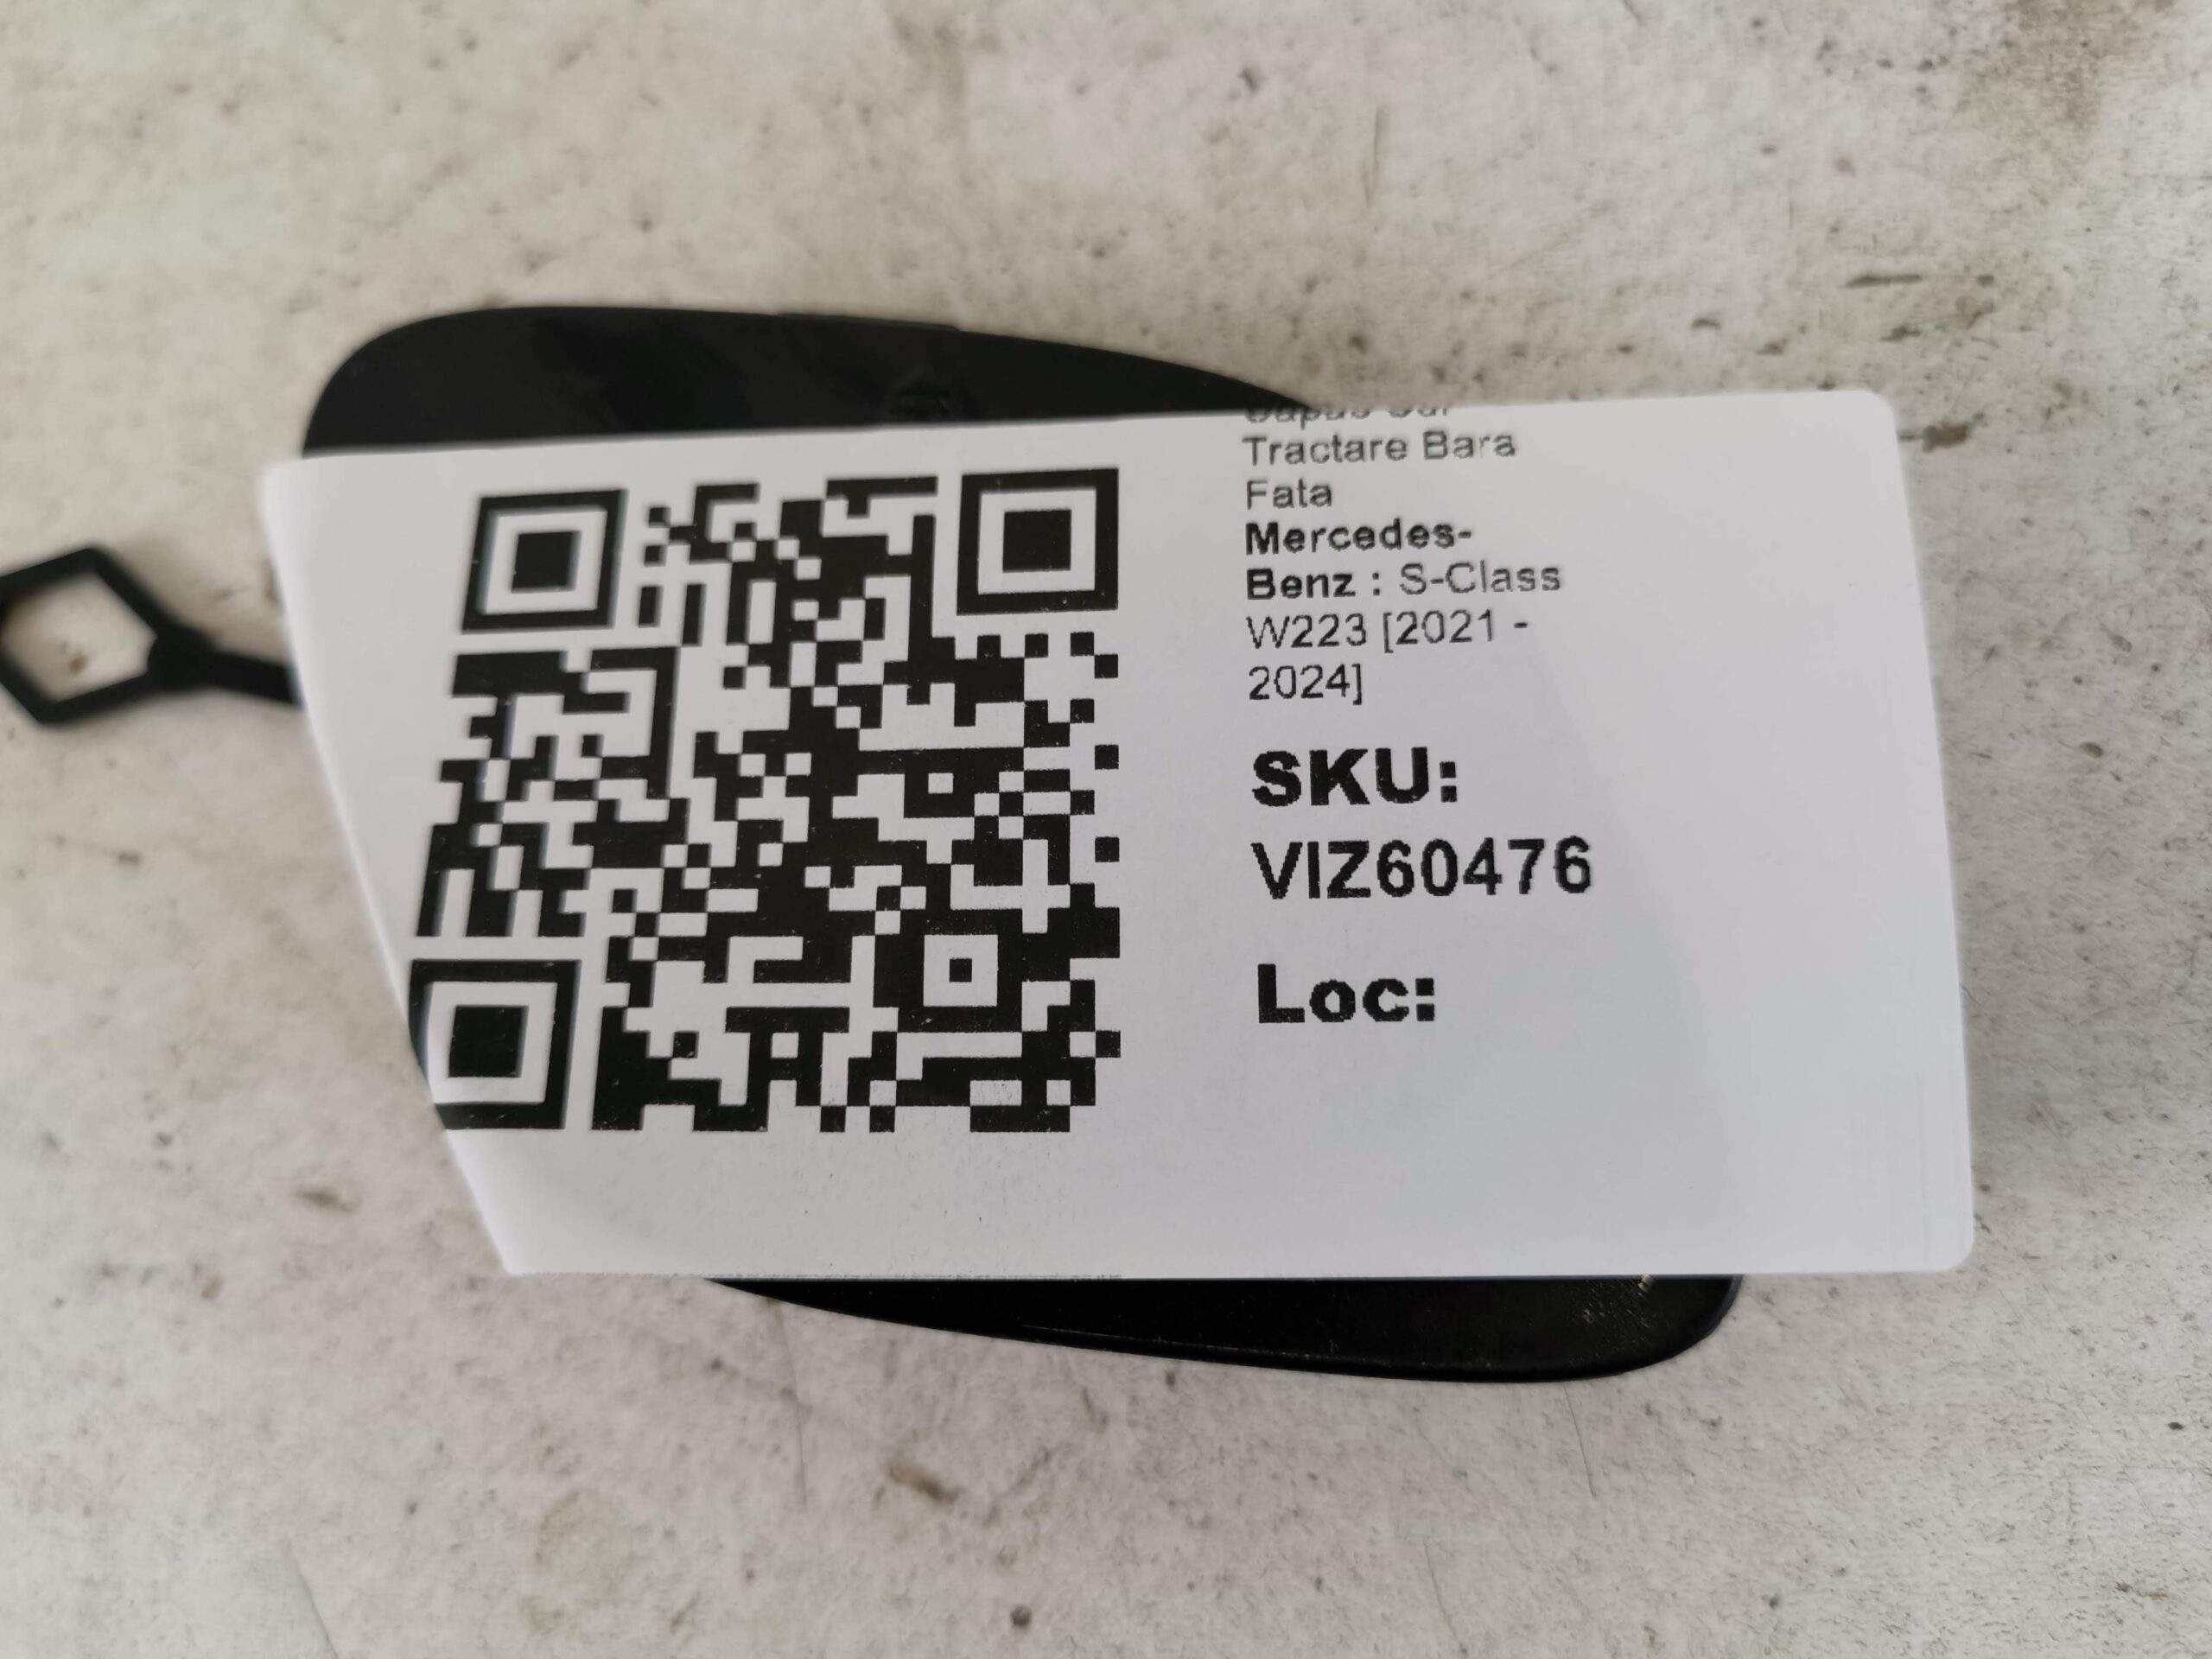 Tractare Bara
Fata
Mercedes-
Benz : S-Class
W223 [2021 -
2024]
SKU:
VIZ60476
Loc: